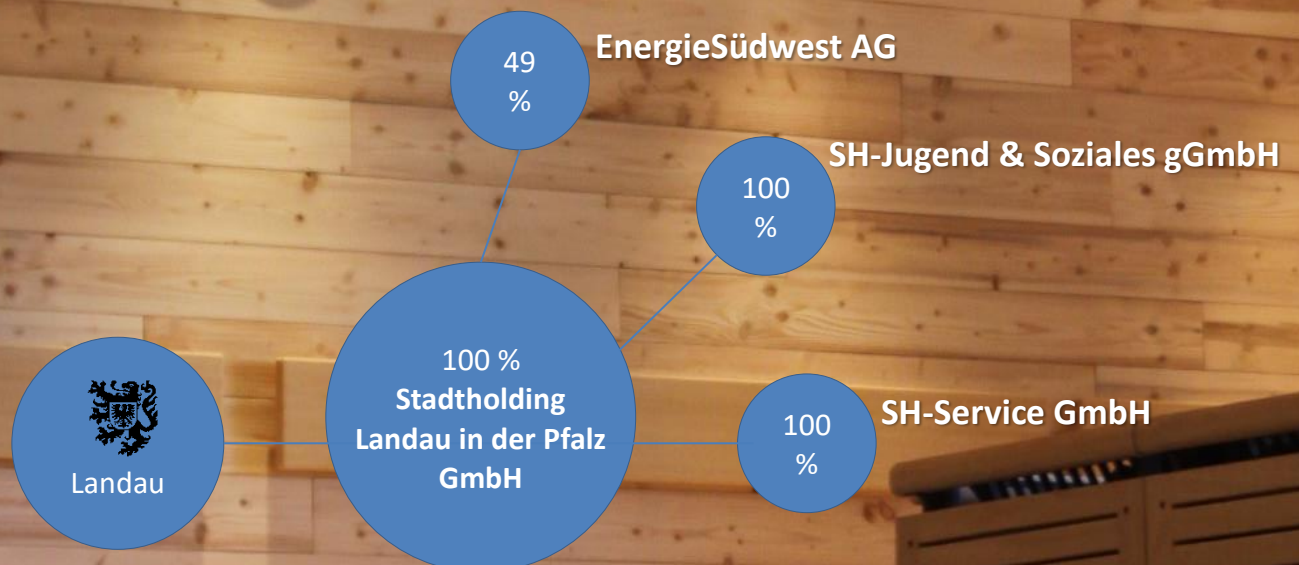 49
%
EnergieSüdwest AG
100
%
SH-Jugend & Soziales gGmbH
100 %
Stadtholding
Landau in der Pfalz
GmbH
100
%
SH-Service GmbH
Landau